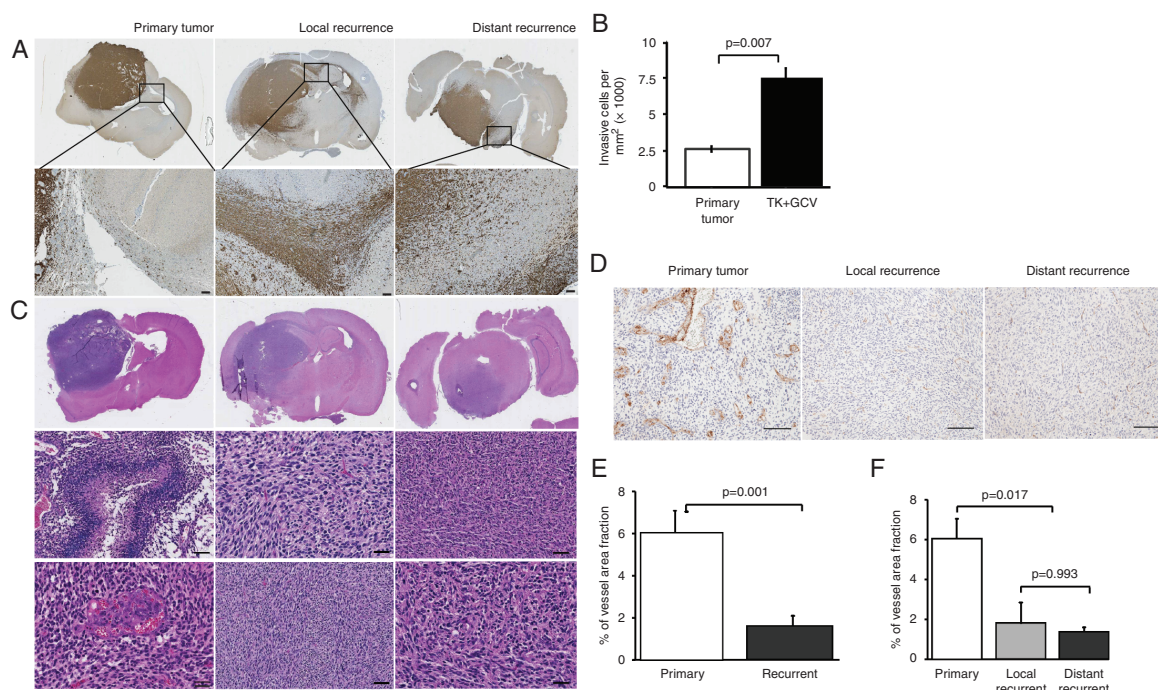 A
Primary tumor
Local recurrence
Distant recurrence
B
p=0.007
Invasive cells per
mm² (× 1000)
10
7.5
5
2.5
0
Primary
tumor
TK+GCV
C
D
Primary tumor
Local recurrence
Distant recurrence
E
p=0.001
% of vessel area fraction
8
6
4
2
0
Primary
Recurrent
F
p=0.017
p=0.993
% of vessel area fraction
8
6
4
2
0
Primary
Local
recurrent
Distant
recurrent